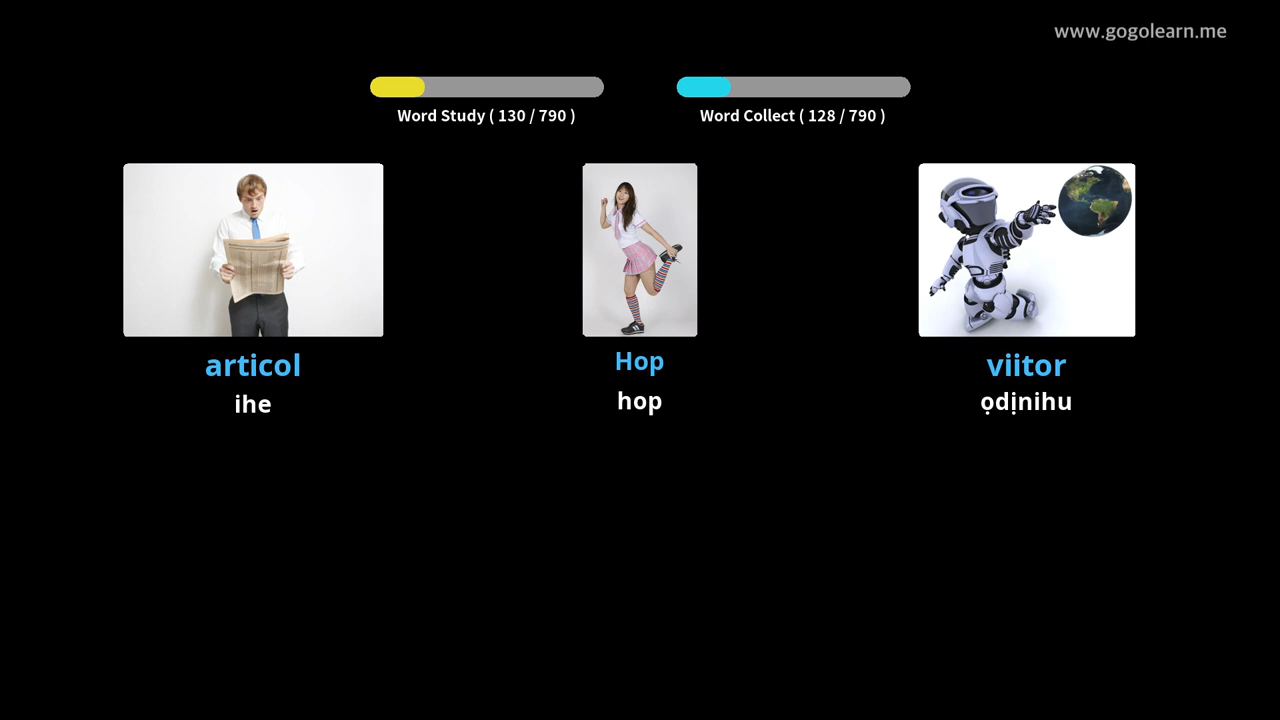 www.gogolearn.me
Word Study ( 130 / 790 )
Word Collect ( 128 / 790 )
articol
ihe
Hop
hop
viitor
ọdịnihu